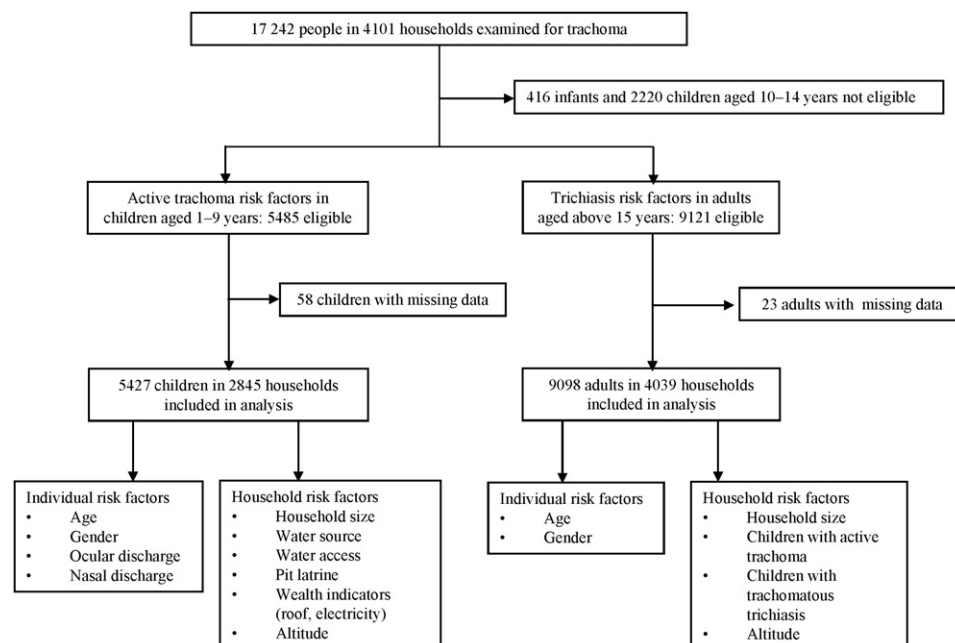 17 242 people in 4101 households examined for trachoma
416 infants and 2220 children aged 10–14 years not eligible
Active trachoma risk factors in
children aged 1–9 years: 5485 eligible
Trichiasis risk factors in adults
aged above 15 years: 9121 eligible
58 children with missing data
23 adults with missing data
5427 children in 2845 households
included in analysis
9098 adults in 4039 households
included in analysis
Individual risk factors
• Age
• Gender
• Ocular discharge
• Nasal discharge
Household risk factors
• Household size
• Water source
• Water access
• Pit latrine
• Wealth indicators
(roof, electricity)
• Altitude
Individual risk factors
• Age
• Gender
Household risk factors
• Household size
• Children with active
trachoma
• Children with
trachomatous
trichiasis
• Altitude